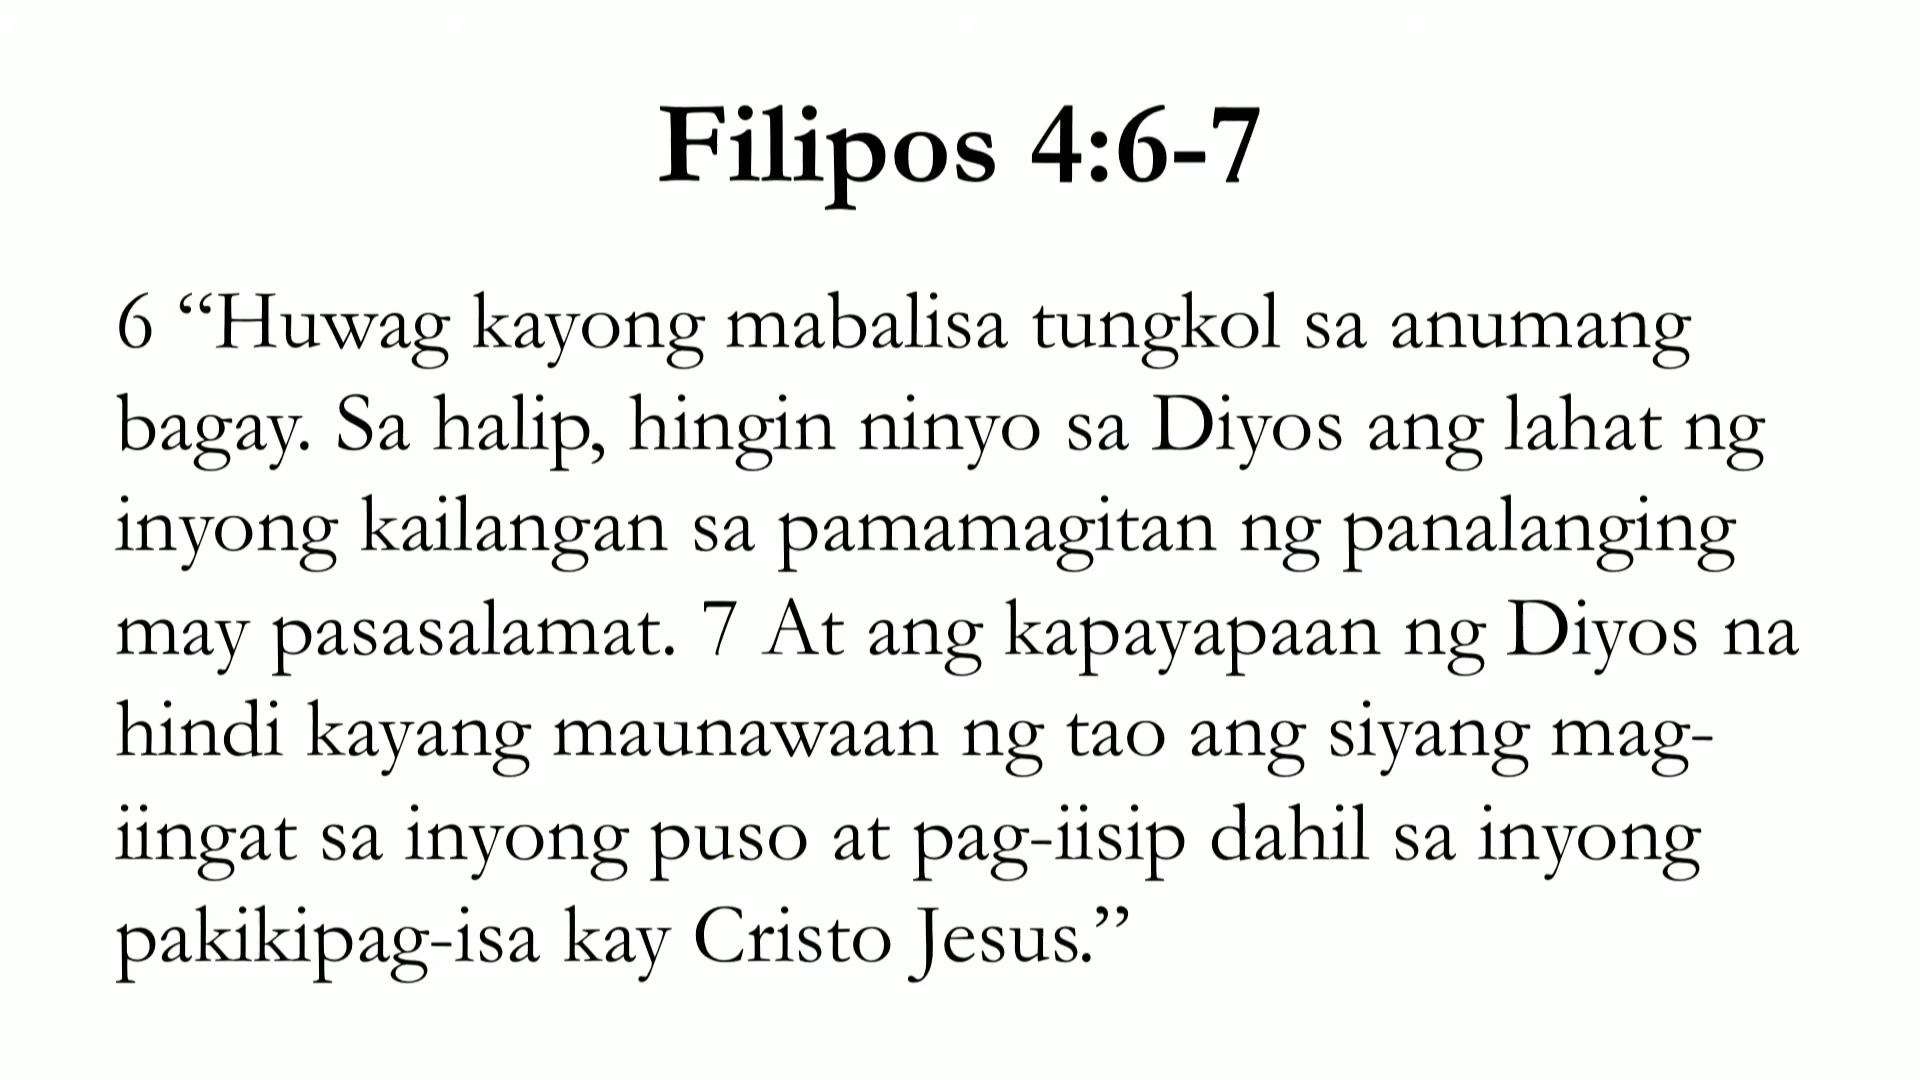 Filipos 4:6-7
6 “Huwag kayong mabalisa tungkol sa anumang
bagay. Sa halip, hingin ninyo sa Diyos ang lahat ng
inyong kailangan sa pamamagitan ng panalanging
may pasasalamat. 7 At ang kapayapaan ng Diyos na
hindi kayang maunawaan ng tao ang siyang mag-
iingat sa inyong puso at pag-iisip dahil sa inyong
pakikipag-isa kay Cristo Jesus.”